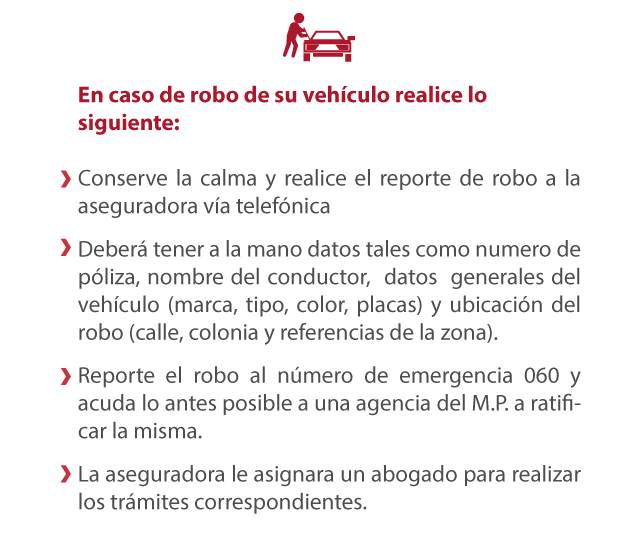 En caso de robo de su vehículo realice lo
siguiente:
Conserve la calma y realice el reporte de robo a la
aseguradora vía telefónica
Deberá tener a la mano datos tales como numero de
póliza, nombre del conductor, datos generales del
vehículo (marca, tipo, color, placas) y ubicación del
robo (calle, colonia y referencias de la zona).
Reporte el robo al número de emergencia 060 y
acuda lo antes posible a una agencia del M.P. a ratifi-
car la misma.
La aseguradora le asignara un abogado para realizar
los trámites correspondientes.